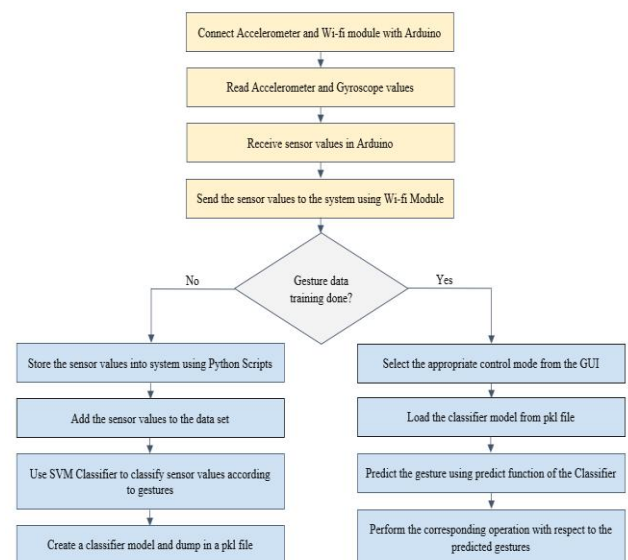 Connect Accelerometer and Wi-fi module with Arduino
Read Accelerometer and Gyroscope values
Receive sensor values in Arduino
Send the sensor values to the system using Wi-fi Module
Gesture data
training done?
No
Yes
Store the sensor values into system using Python Scripts
Add the sensor values to the data set
Use SVM Classifier to classify sensor values according
to gestures
Create a classifier model and dump in a pkl file
Select the appropriate control mode from the GUI
Load the classifier model from pkl file
Predict the gesture using predict function of the Classifier
Perform the corresponding operation with respect to the
predicted gestures